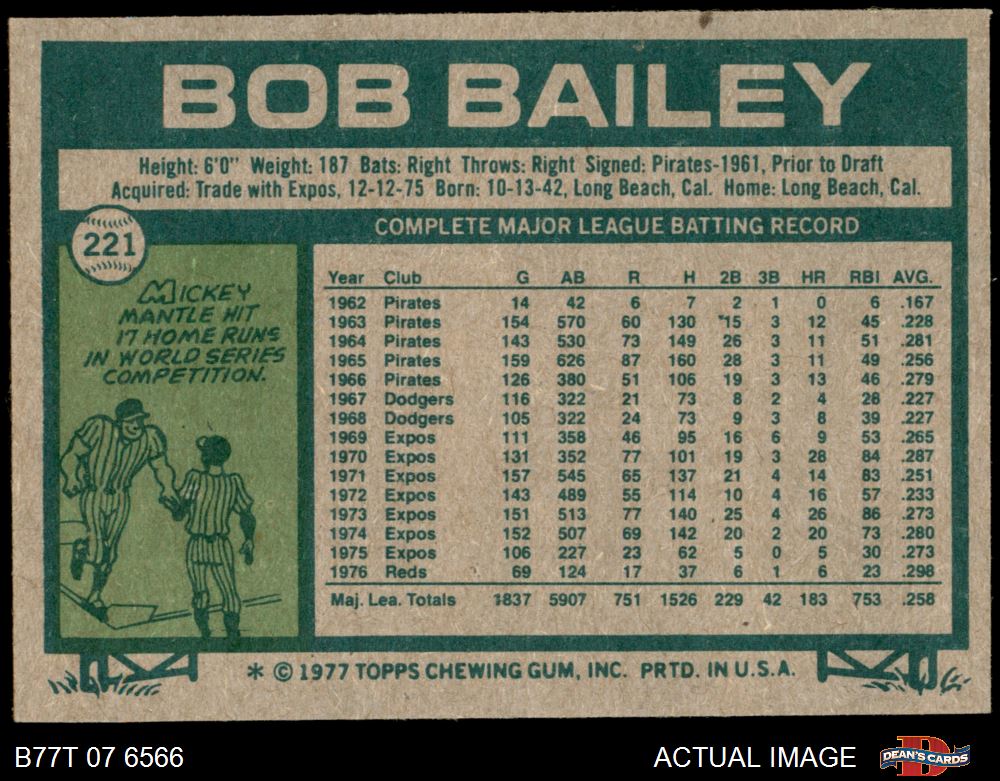 BOB BAILEY
Height: 6'0" Weight: 187 Bats: Right Throws: Right Signed: Pirates-1961, Prior to Draft
Acquired: Trade with Expos, 12-12-75 Born: 10-13-42, Long Beach, Cal. Home: Long Beach, Cal.
221
MICKEY
MANTLE HIT
17 HOME RUNS
IN WORLD SERIES
COMPETITION.
COMPLETE MAJOR LEAGUE BATTING RECORD
Year Club G AB R H 2B 3B HR RBI AVG.
1962 Pirates 14 42 6 7 2 1 0 6 .167
1963 Pirates 154 570 60 130 15 3 12 45 .228
1964 Pirates 143 530 73 149 26 3 11 51 .281
1965 Pirates 159 626 87 160 28 3 11 49 .256
1966 Pirates 126 380 51 106 19 3 13 46 .279
1967 Dodgers 116 322 21 73 8 2 4 28 .227
1968 Dodgers 105 322 24 73 9 3 8 39 .227
1969 Expos 111 358 46 95 16 6 9 53 .265
1970 Expos 131 352 77 101 19 3 28 84 .287
1971 Expos 157 545 65 137 21 4 14 83 .251
1972 Expos 143 489 55 114 10 4 16 57 .233
1973 Expos 151 513 77 140 25 4 26 86 .273
1974 Expos 152 507 69 142 20 2 20 73 .280
1975 Expos 106 227 23 62 5 0 5 30 .273
1976 Reds 69 124 17 37 6 1 6 23 .298
Maj. Lea. Totals 1837 5907 751 1526 229 42 183 753 .258
* © 1977 TOPPS CHEWING GUM, INC. PRTD. IN U.S.A.
B77T 07 6566
ACTUAL IMAGE
DEAN'S CARDS